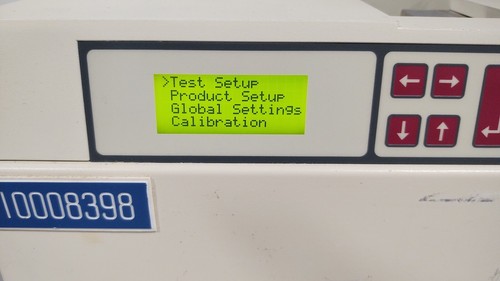 >Test Setup
Product Setup
Global Settings
Calibration
10008398